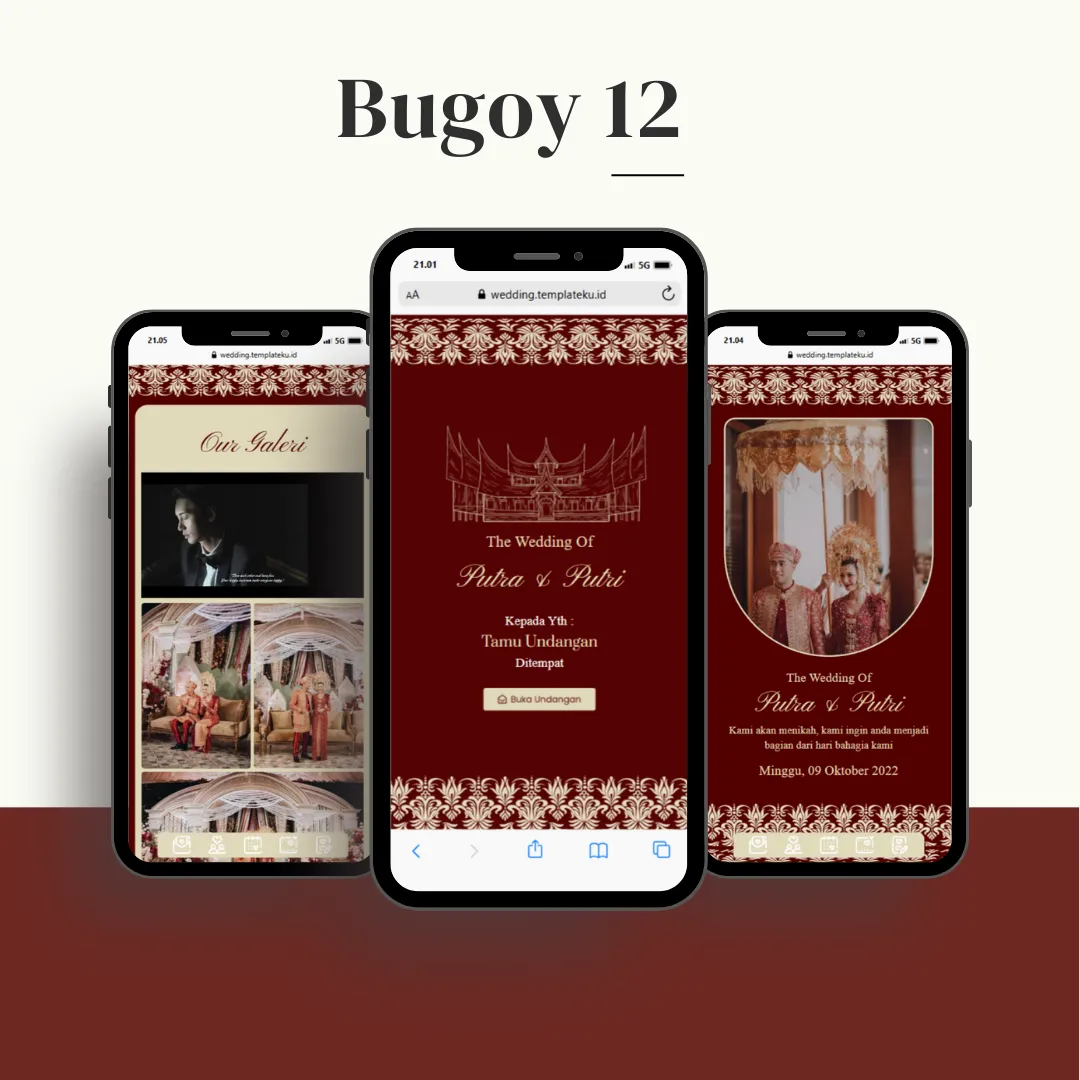 Bugoy 12
21.05
5G
wedding.templateku.id
Our Galeri
21.01
5G
AA
wedding.templateku.id
The Wedding Of
Putra & Putri
Kepada Yth :
Tamu Undangan
Ditempat
Buka Undangan
21.04
5G
wedding.templateku.id
The Wedding Of
Putra & Putri
Kami akan menikah, kami ingin anda menjadi
bagian dari hari bahagia kami
Minggu, 09 Oktober 2022